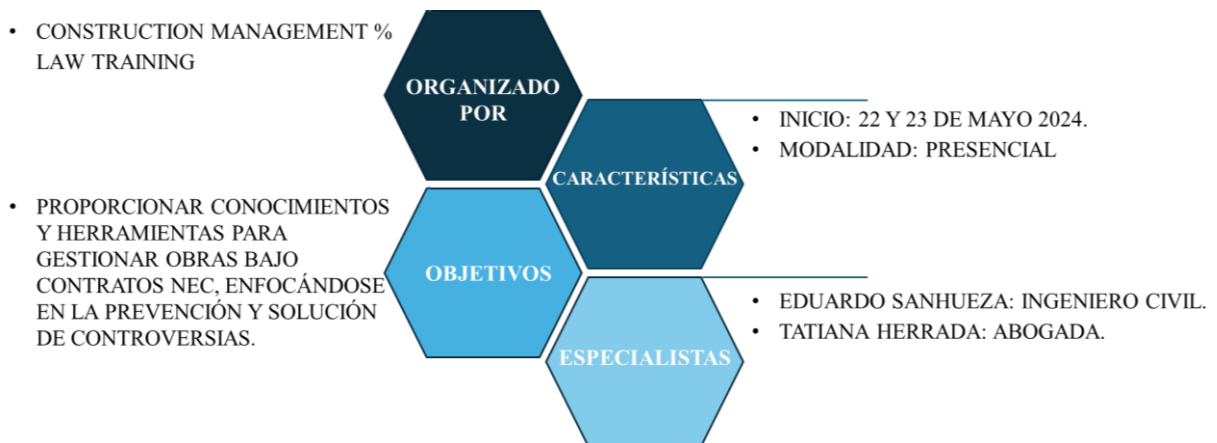 • CONSTRUCTION MANAGEMENT %
LAW TRAINING
ORGANIZADO
POR
• INICIO: 22 Y 23 DE MAYO 2024.
• MODALIDAD: PRESENCIAL
CARACTERÍSTICAS
• PROPORCIONAR CONOCIMIENTOS
Y HERRAMIENTAS PARA
GESTIONAR OBRAS BAJO
CONTRATOS NEC, ENFOCÁNDOSE
EN LA PREVENCIÓN Y SOLUCIÓN
DE CONTROVERSIAS.
OBJETIVOS
• EDUARDO SANHUEZA: INGENIERO CIVIL.
• TATIANA HERRADA: ABOGADA.
ESPECIALISTAS